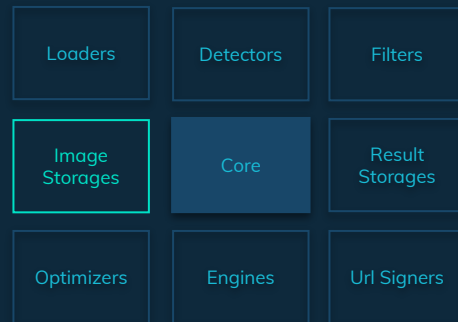 Loaders
Detectors
Filters
Image
Storages
Core
Result
Storages
Optimizers
Engines
Url Signers